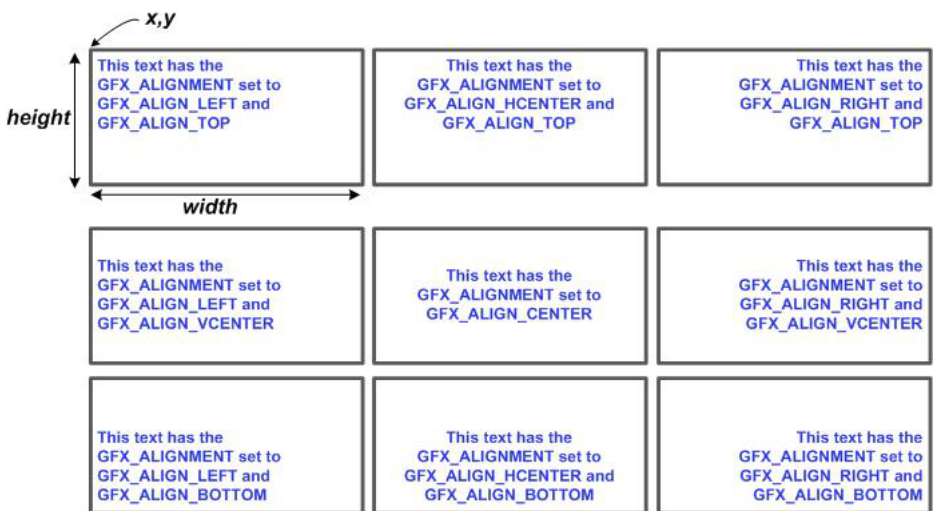 x,y
This text has the
GFX_ALIGNMENT set to
GFX_ALIGN_LEFT and
GFX_ALIGN_TOP
This text has the
GFX_ALIGNMENT set to
GFX_ALIGN_HCENTER and
GFX_ALIGN_TOP
This text has the
GFX_ALIGNMENT set to
GFX_ALIGN_RIGHT and
GFX_ALIGN_TOP
height
width
This text has the
GFX_ALIGNMENT set to
GFX_ALIGN_LEFT and
GFX_ALIGN_VCENTER
This text has the
GFX_ALIGNMENT set to
GFX_ALIGN_CENTER
This text has the
GFX_ALIGNMENT set to
GFX_ALIGN_RIGHT and
GFX_ALIGN_VCENTER
This text has the
GFX_ALIGNMENT set to
GFX_ALIGN_LEFT and
GFX_ALIGN_BOTTOM
This text has the
GFX_ALIGNMENT set to
GFX_ALIGN_HCENTER and
GFX_ALIGN_BOTTOM
This text has the
GFX_ALIGNMENT set to
GFX_ALIGN_RIGHT and
GFX_ALIGN_BOTTOM